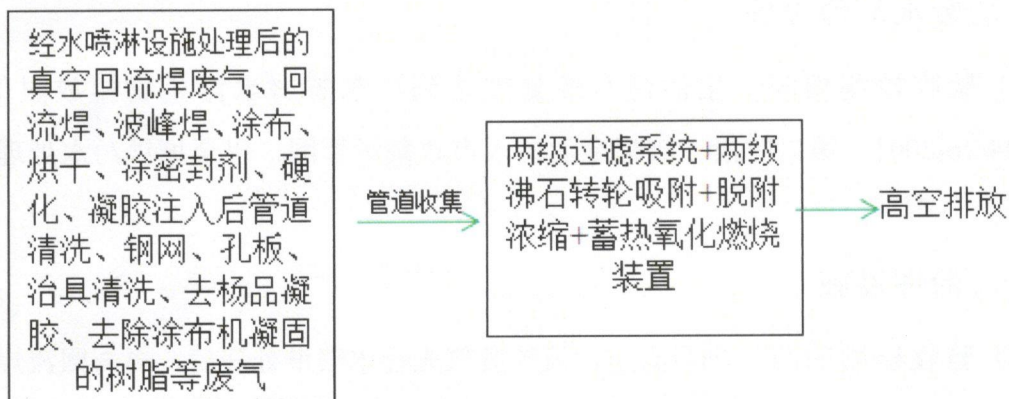 经水喷淋设施处理后的
真空回流焊废气、回
流焊、波峰焊、涂布、
烘干、涂密封剂、硬
化、凝胶注入后管道
清洗、钢网、孔板、
治具清洗、去杨品凝
胶、去除涂布机凝固
的树脂等废气
管道收集
两级过滤系统+两级
沸石转轮吸附+脱附
浓缩+蓄热氧化燃烧
装置
高空排放